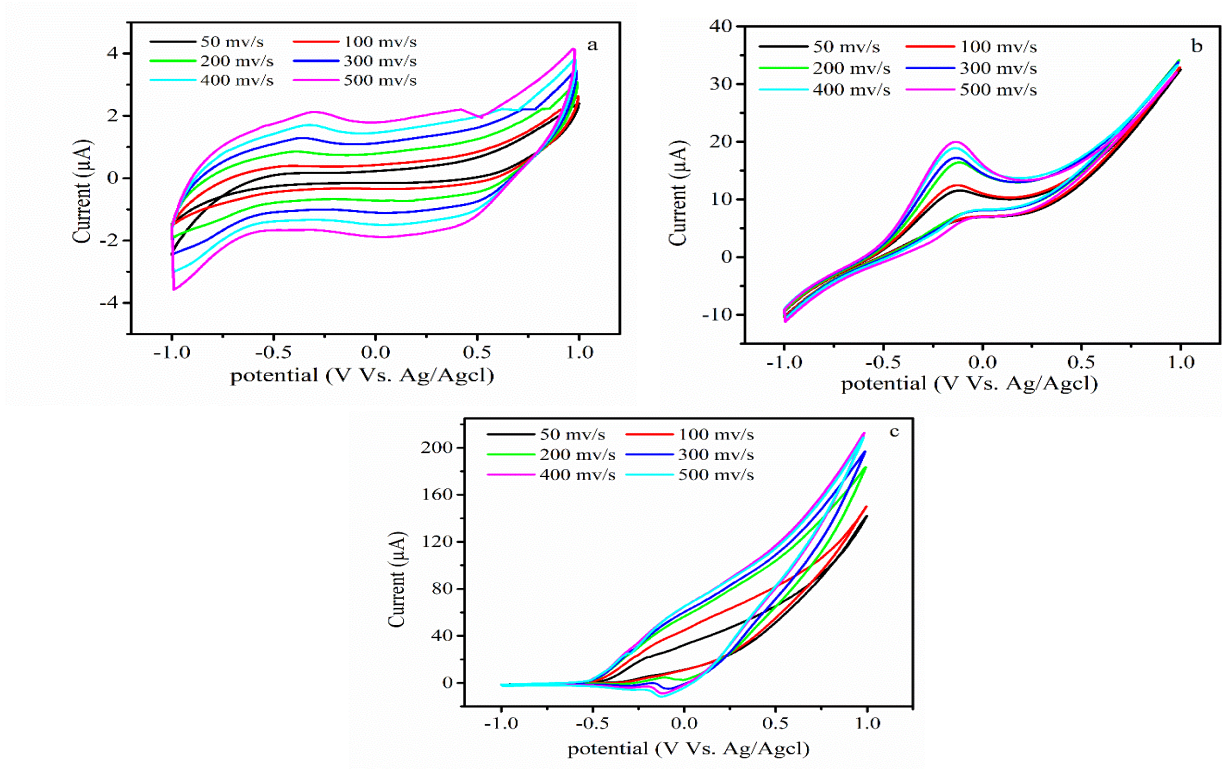 a
50 mv/s 100 mv/s
200 mv/s 300 mv/s
400 mv/s 500 mv/s
4
2
0
-2
-4
Current (µA)
-1.0 -0.5 0.0 0.5 1.0
potential (V Vs. Ag/Agcl)
b
50 mv/s 100 mv/s
200 mv/s 300 mv/s
400 mv/s 500 mv/s
40
30
20
10
0
-10
Current (µA)
-1.0 -0.5 0.0 0.5 1.0
potential (V Vs. Ag/Agcl)
c
50 mv/s 100 mv/s
200 mv/s 300 mv/s
400 mv/s 500 mv/s
200
160
120
80
40
0
Current (µA)
-1.0 -0.5 0.0 0.5 1.0
potential (V Vs. Ag/Agcl)